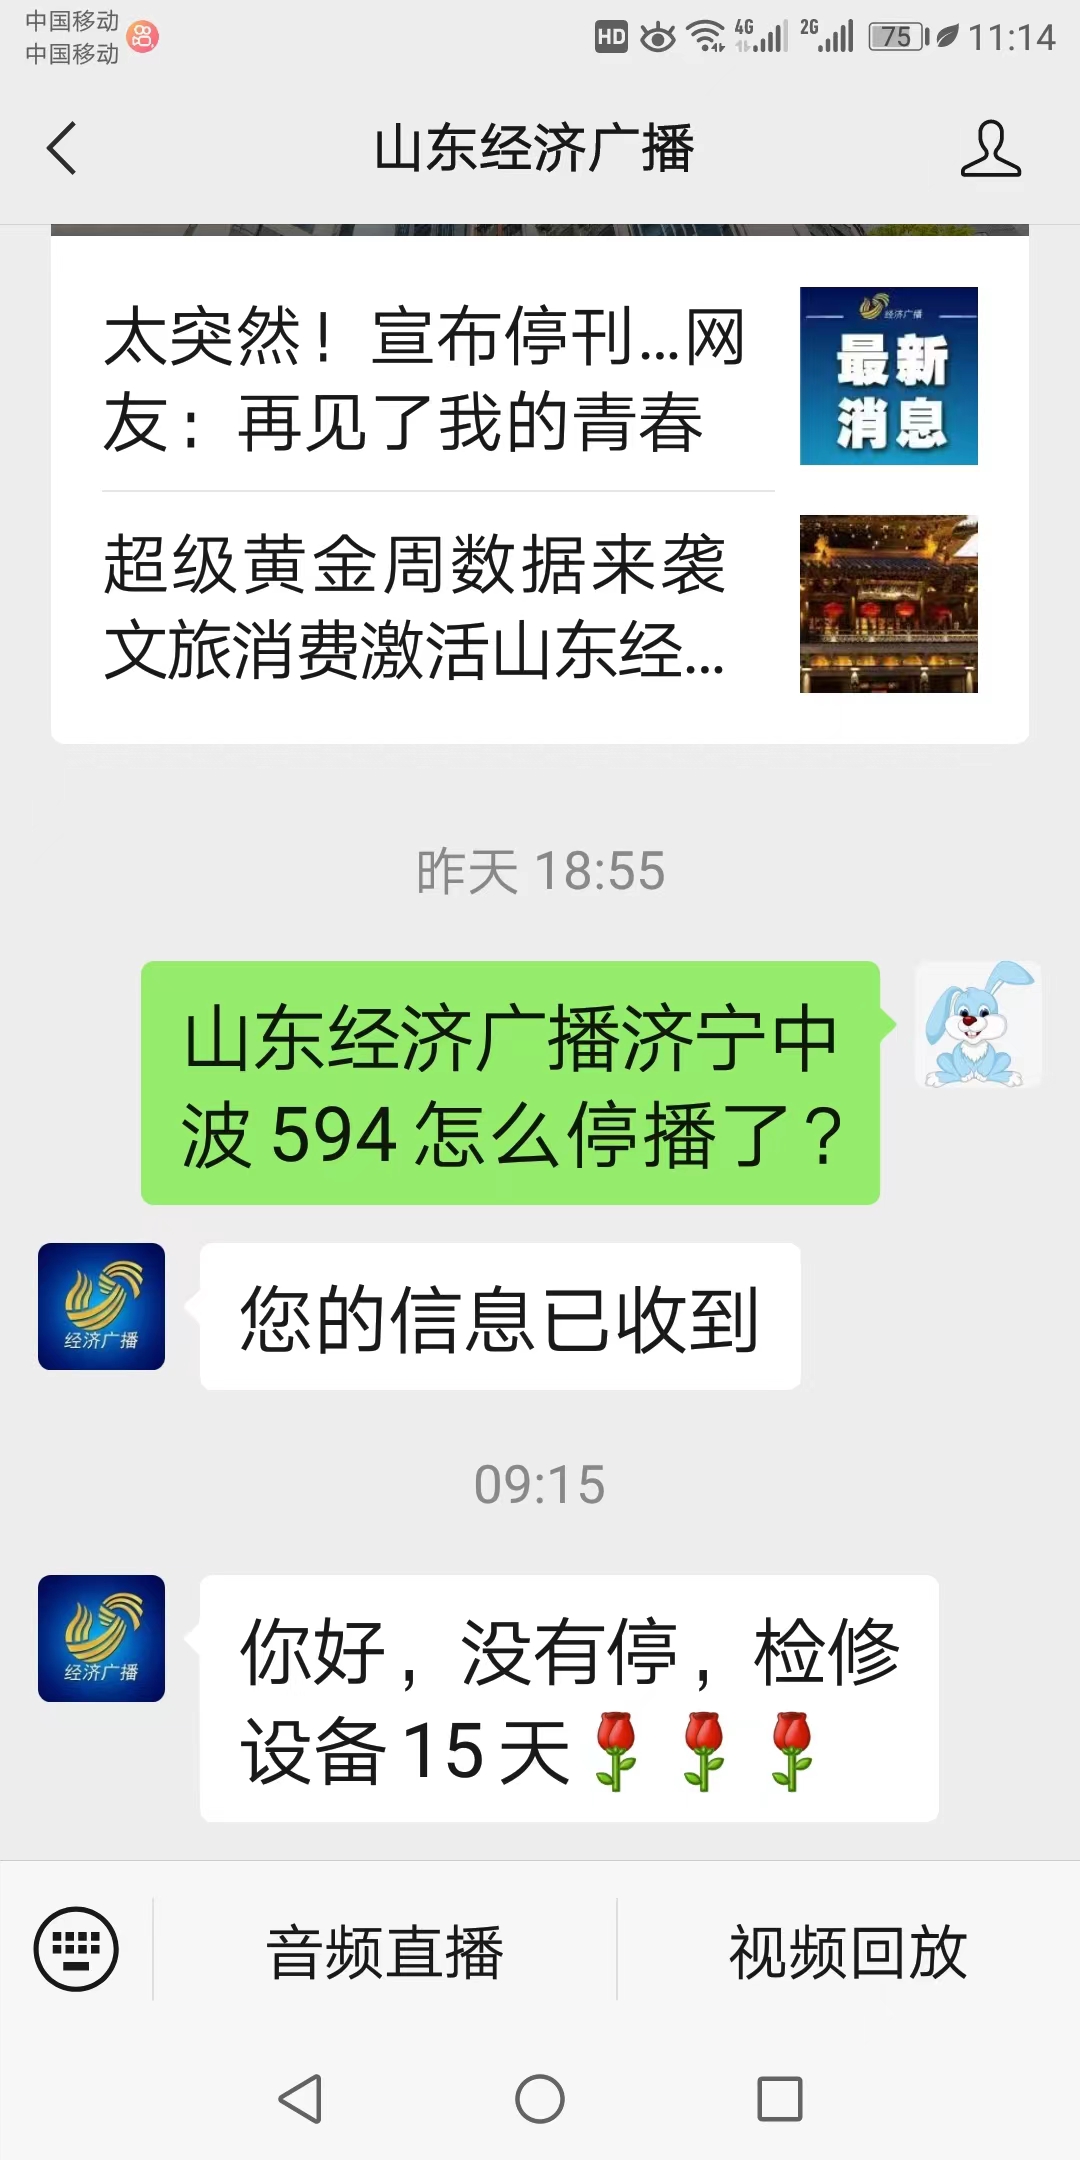 中国移动
中国移动
HD 4G 2G 75 11:14
山东经济广播
太突然！宣布停刊...网
友：再见了我的青春
经济广播
最新
消息
超级黄金周数据来袭
文旅消费激活山东经...
昨天 18:55
山东经济广播济宁中
波 594 怎么停播了？
经济广播
您的信息已收到
09:15
经济广播
你好，没有停，检修
设备 15 天🌹🌹🌹
音频直播
视频回放